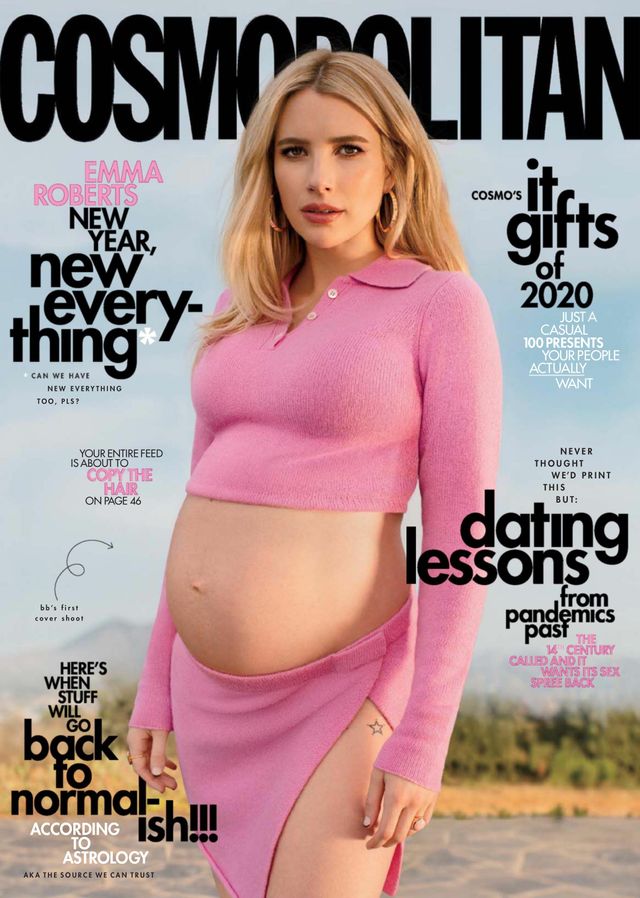 COSMOPOLITAN
EMMA
ROBERTS
NEW
YEAR,
new
every-
thing*
* CAN WE HAVE
NEW EVERYTHING
TOO, PLS?
COSMO'S it
gifts
of
2020
JUST A
CASUAL
100 PRESENTS
YOUR PEOPLE
ACTUALLY
WANT
YOUR ENTIRE FEED
IS ABOUT TO
COPY THE
HAIR
ON PAGE 46
NEVER
THOUGHT
WE'D PRINT
THIS
BUT:
dating
lessons
from
pandemics
past
THE
14TH CENTURY
CALLED AND IT
WANTS ITS SEX
SPREE BACK
bb's first
cover shoot
HERE'S
WHEN
STUFF
WILL
GO
back
to
normal-
ish!!!
ACCORDING
TO
ASTROLOGY
AKA THE SOURCE WE CAN TRUST